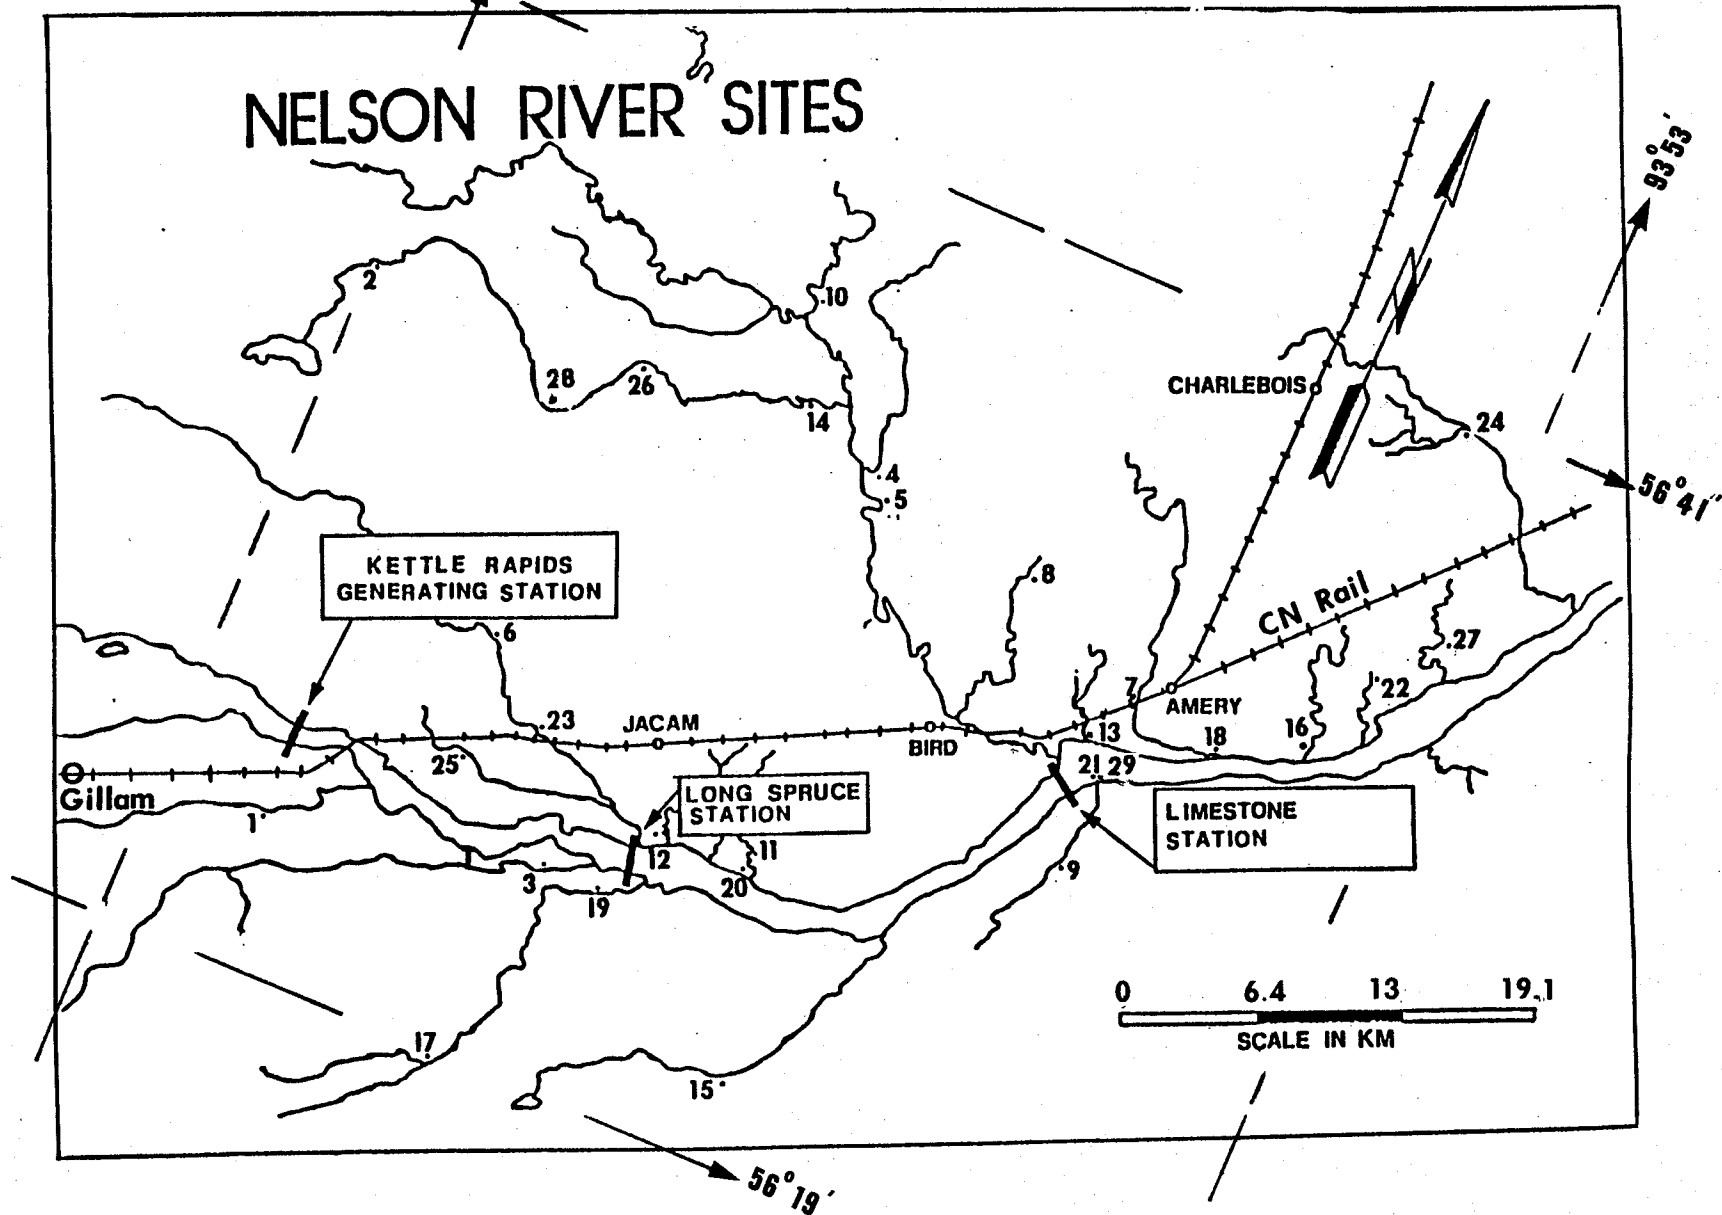 NELSON RIVER SITES
93°53'
2
10
28
26
CHARLEBOIS
14
24
4
56°41'
5
KETTLE RAPIDS
GENERATING STATION
8
CN Rail
6
27
7
22
AMERY
23
JACAM
BIRD
13
18
16
25
21 29
Gillam
LONG SPRUCE
STATION
LIMESTONE
STATION
1
12
11
3
20
9
19
0 6.4 13 19.1
SCALE IN KM
17
15
56°19'